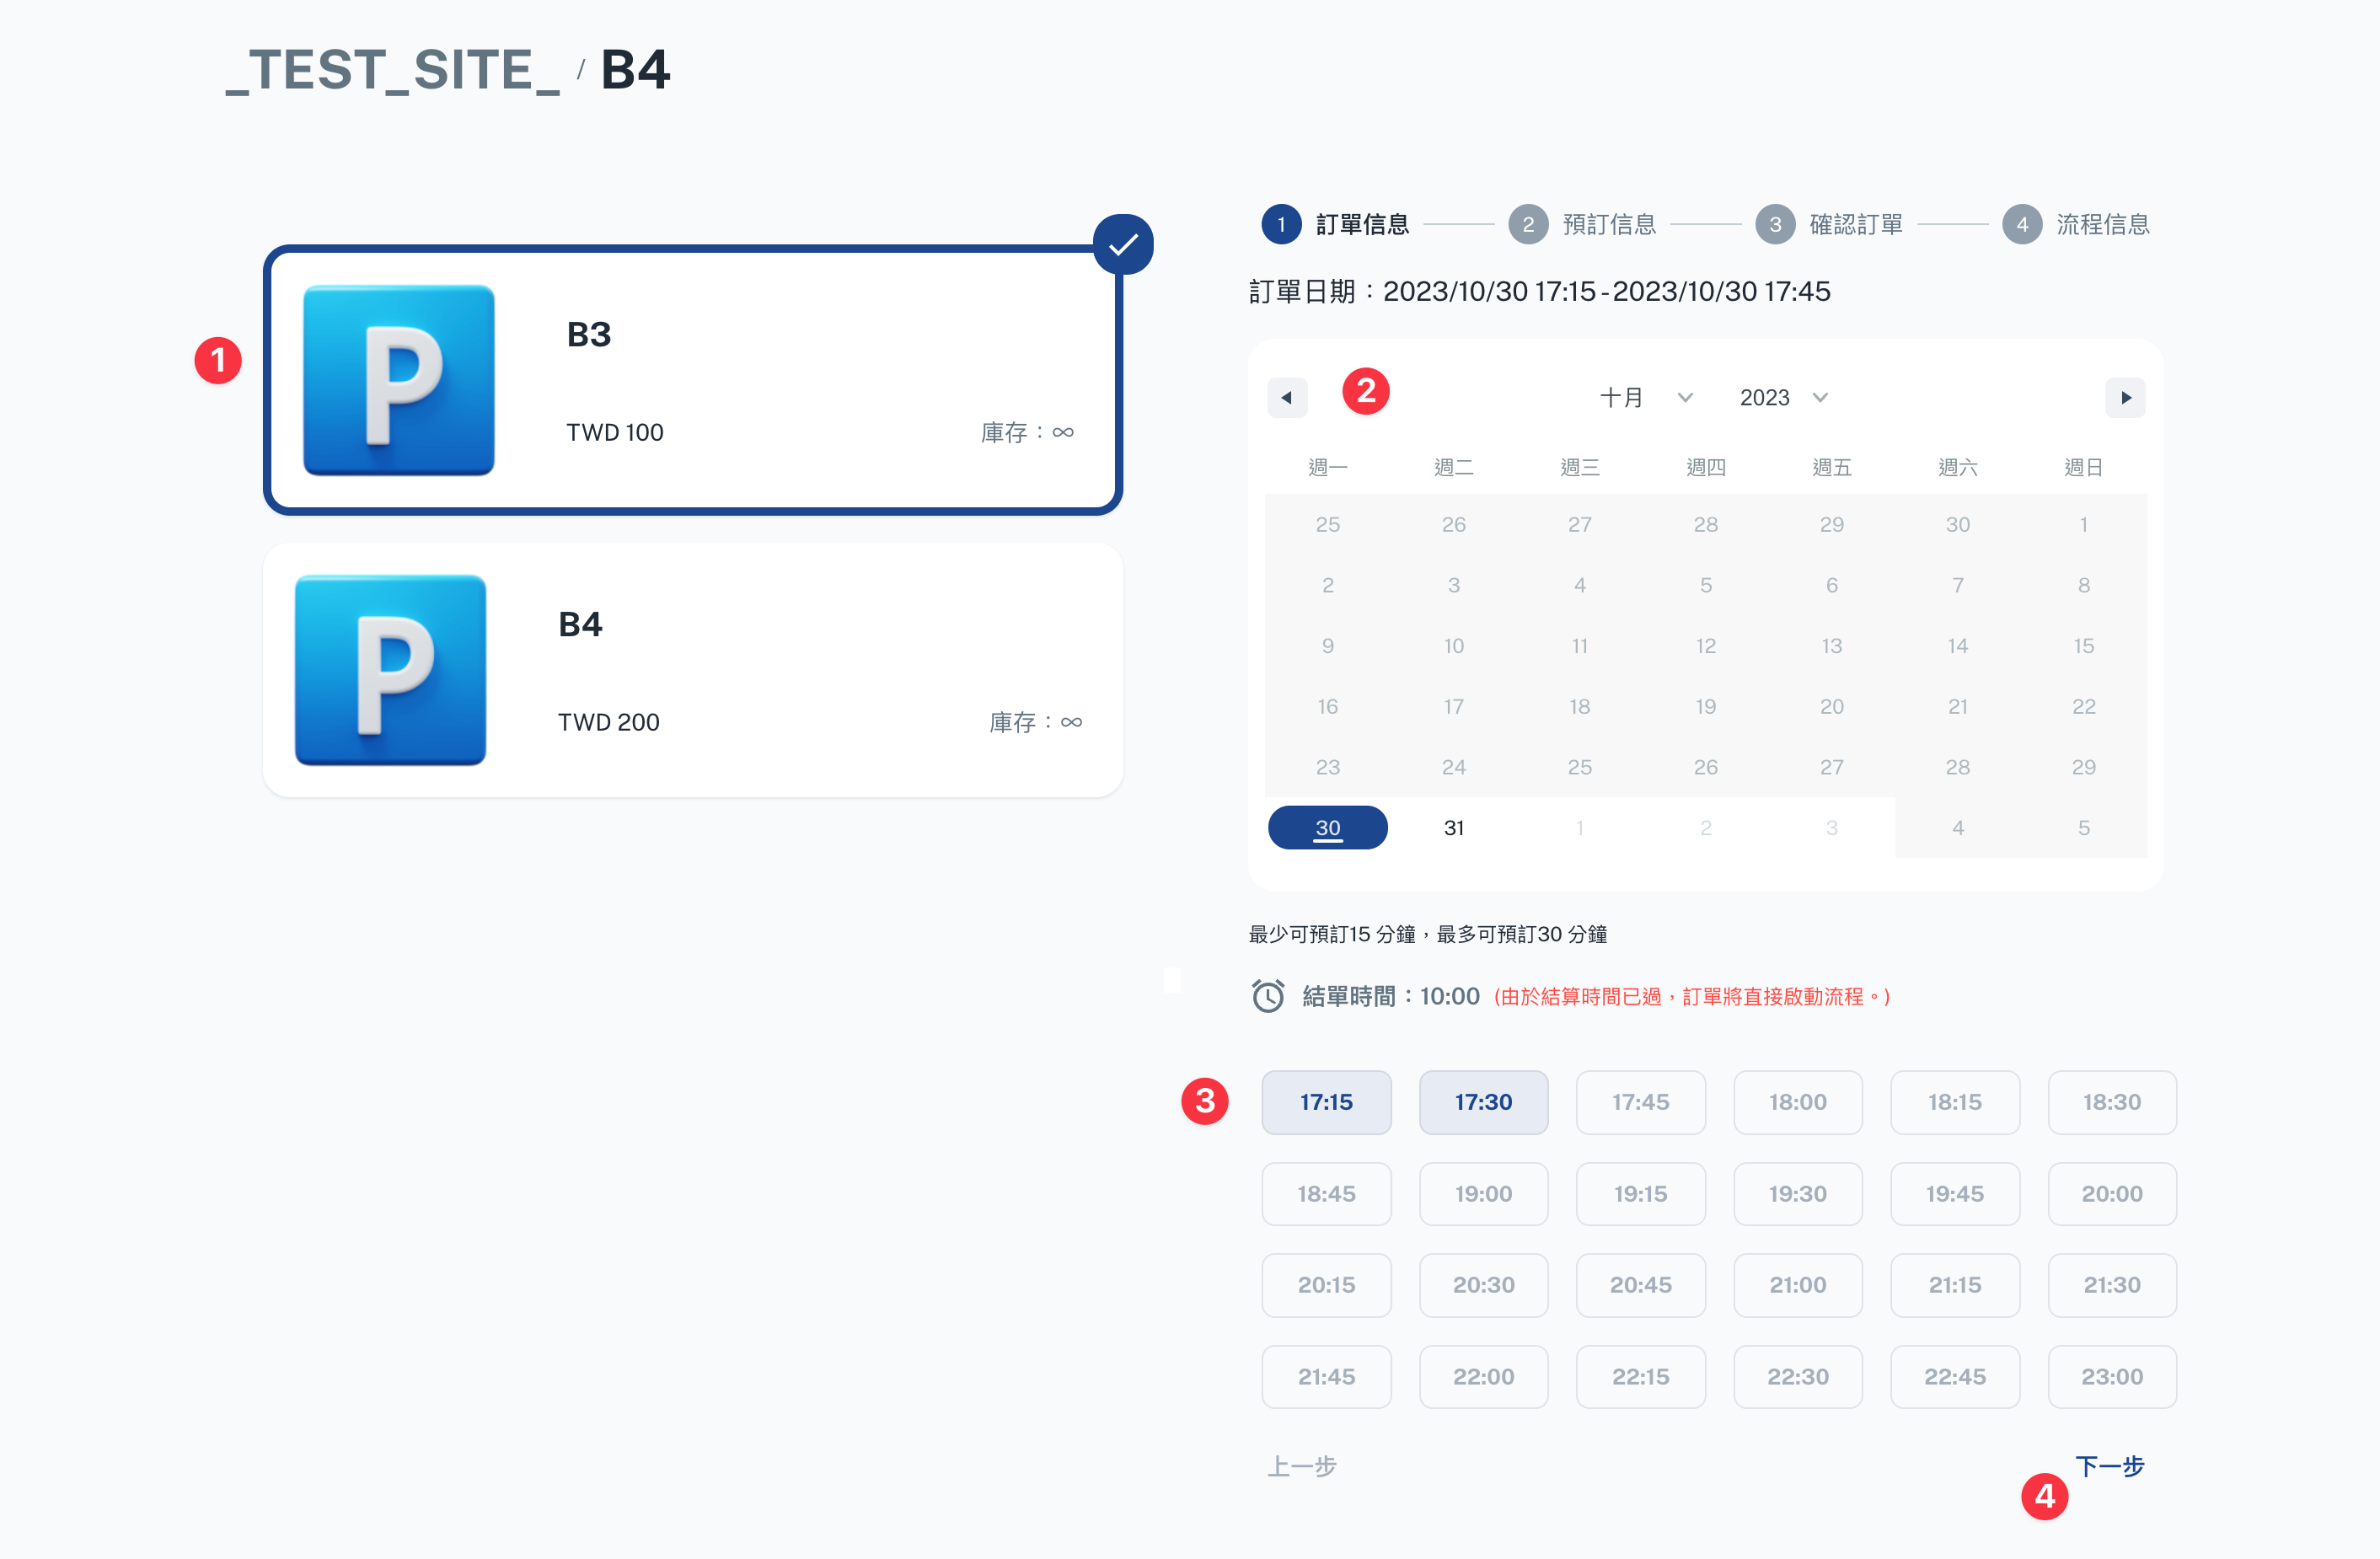 _TEST_SITE_ / B4
1
P
B3
TWD 100
庫存：∞
P
B4
TWD 200
庫存：∞
1 訂單信息 2 預訂信息 3 確認訂單 4 流程信息
訂單日期：2023/10/30 17:15 - 2023/10/30 17:45
2
十月 2023
週一 週二 週三 週四 週五 週六 週日
25 26 27 28 29 30 1
2 3 4 5 6 7 8
9 10 11 12 13 14 15
16 17 18 19 20 21 22
23 24 25 26 27 28 29
30 31 1 2 3 4 5
最少可預訂15 分鐘，最多可預訂30 分鐘
結單時間：10:00 (由於結算時間已過，訂單將直接啟動流程。)
3
17:15 17:30 17:45 18:00 18:15 18:30
18:45 19:00 19:15 19:30 19:45 20:00
20:15 20:30 20:45 21:00 21:15 21:30
21:45 22:00 22:15 22:30 22:45 23:00
上一步 下一步
4